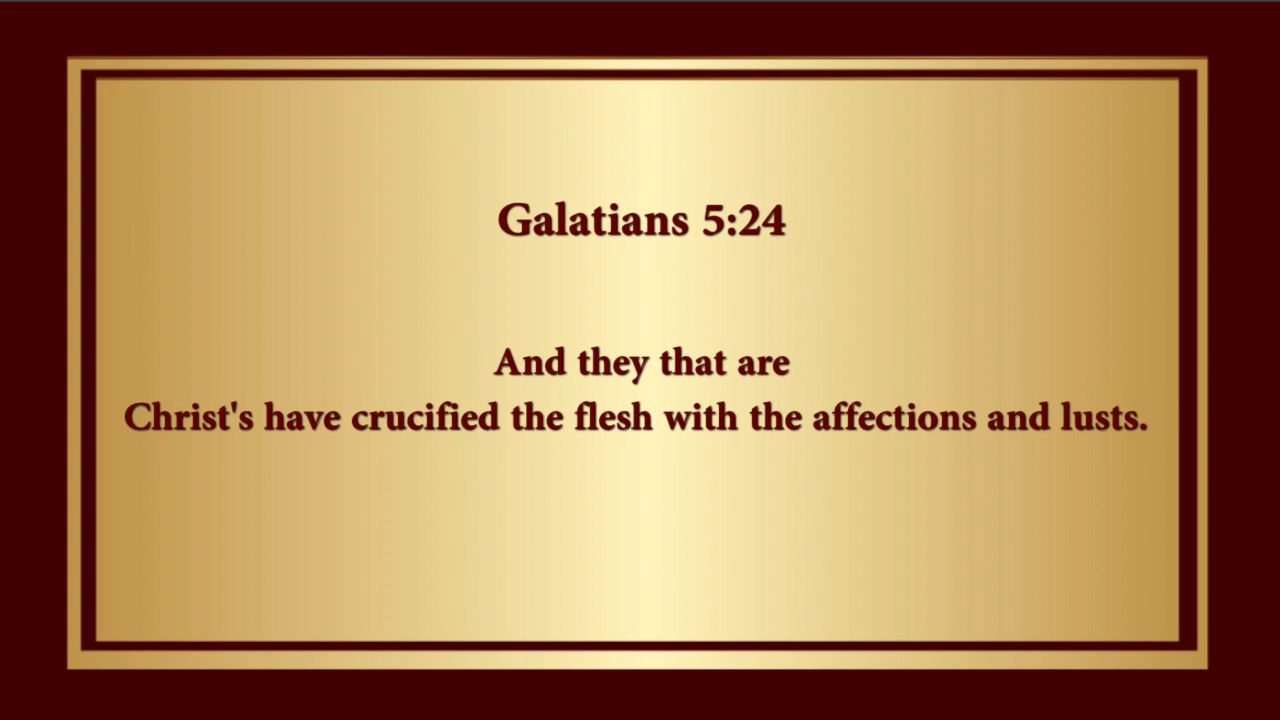 Galatians 5:24
And they that are
Christ's have crucified the flesh with the affections and lusts.